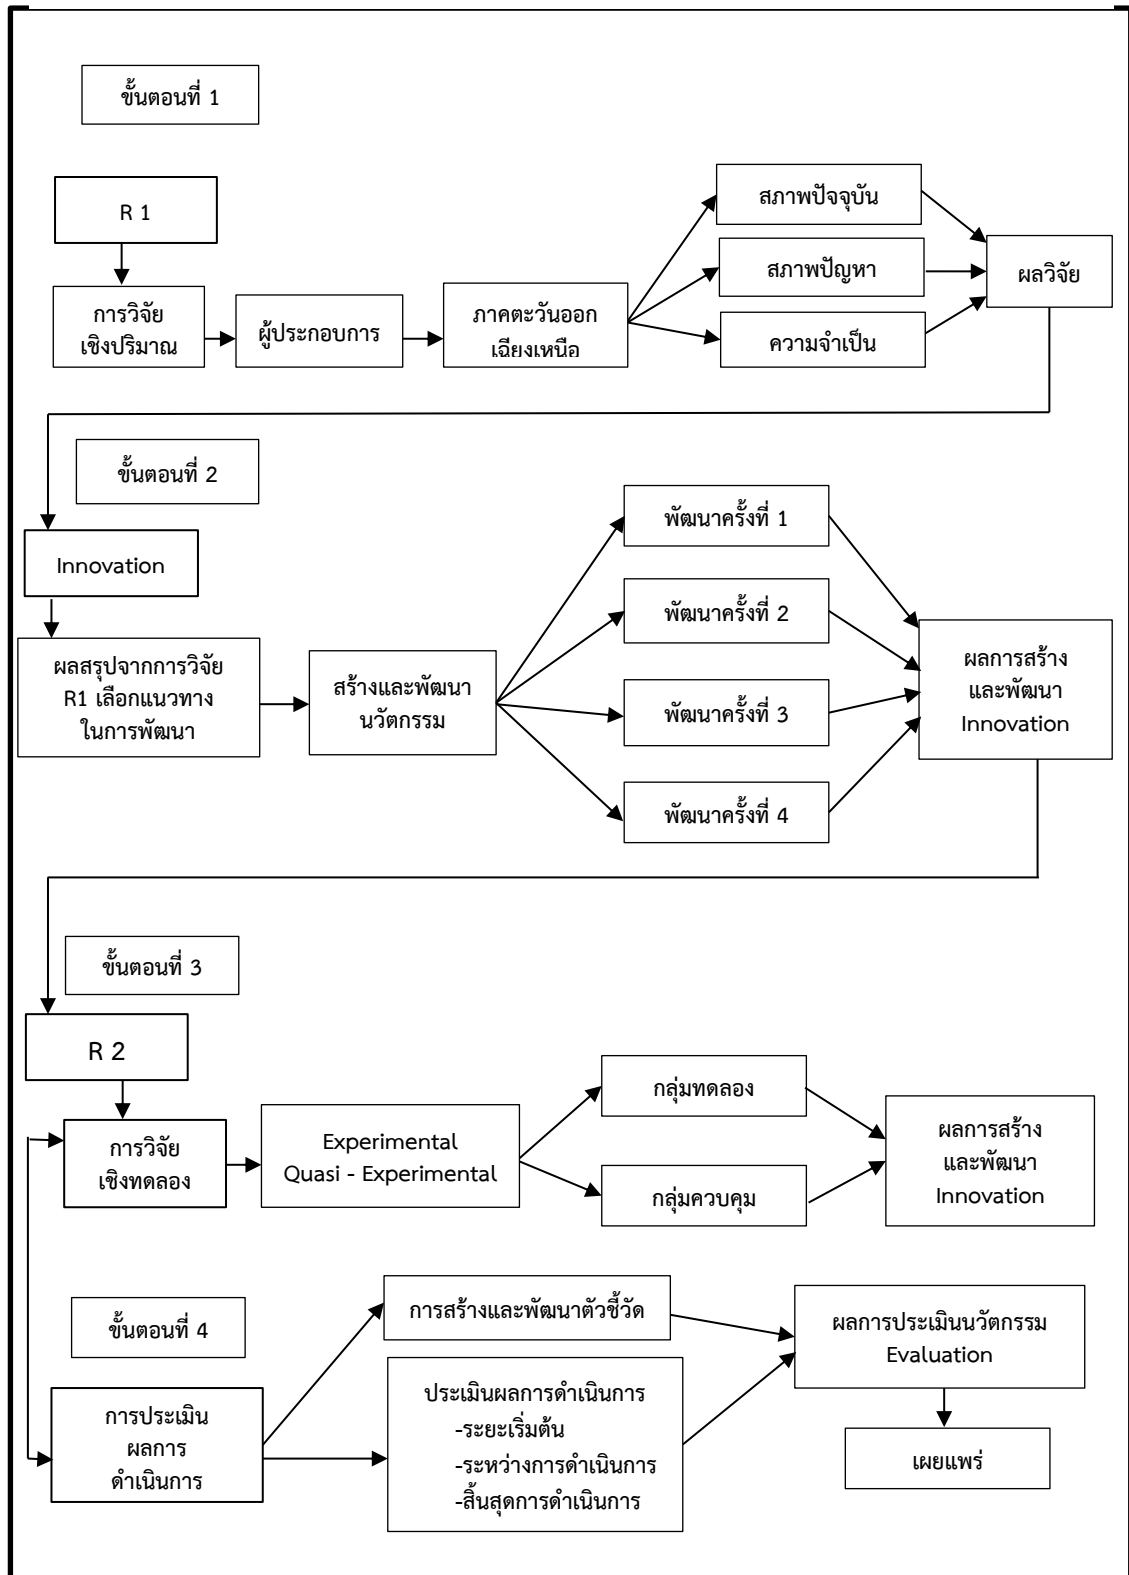 ขั้นตอนที่ 1
R 1
การวิจัย
เชิงปริมาณ
ผู้ประกอบการ
ภาคตะวันออก
เฉียงเหนือ
สภาพปัจจุบัน
สภาพปัญหา
ความจำเป็น
ผลวิจัย
ขั้นตอนที่ 2
Innovation
ผลสรุปจากการวิจัย
R1 เลือกแนวทาง
ในการพัฒนา
สร้างและพัฒนา
นวัตกรรม
พัฒนาครั้งที่ 1
พัฒนาครั้งที่ 2
พัฒนาครั้งที่ 3
พัฒนาครั้งที่ 4
ผลการสร้าง
และพัฒนา
Innovation
ขั้นตอนที่ 3
R 2
การวิจัย
เชิงทดลอง
Experimental
Quasi - Experimental
กลุ่มทดลอง
กลุ่มควบคุม
ผลการสร้าง
และพัฒนา
Innovation
ขั้นตอนที่ 4
การประเมิน
ผลการ
ดำเนินการ
การสร้างและพัฒนาตัวชี้วัด
ประเมินผลการดำเนินการ
-ระยะเริ่มต้น
-ระหว่างการดำเนินการ
-สิ้นสุดการดำเนินการ
ผลการประเมินนวัตกรรม
Evaluation
เผยแพร่